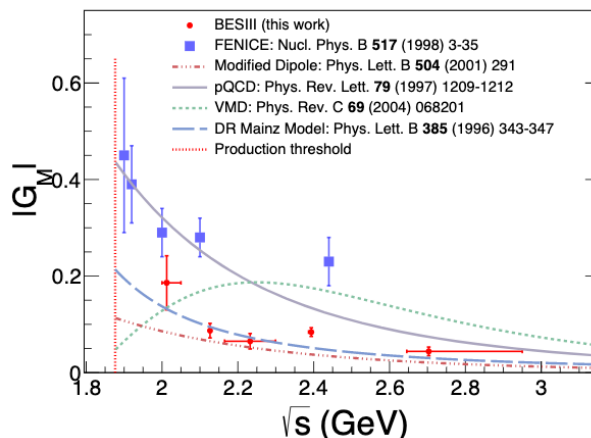 BESIII (this work)
FENICE: Nucl. Phys. B 517 (1998) 3-35
Modified Dipole: Phys. Lett. B 504 (2001) 291
pQCD: Phys. Rev. Lett. 79 (1997) 1209-1212
VMD: Phys. Rev. C 69 (2004) 068201
DR Mainz Model: Phys. Lett. B 385 (1996) 343-347
Production threshold
|G_M|
0.6
0.4
0.2
0
1.8 2 2.2 2.4 2.6 2.8 3
√s (GeV)